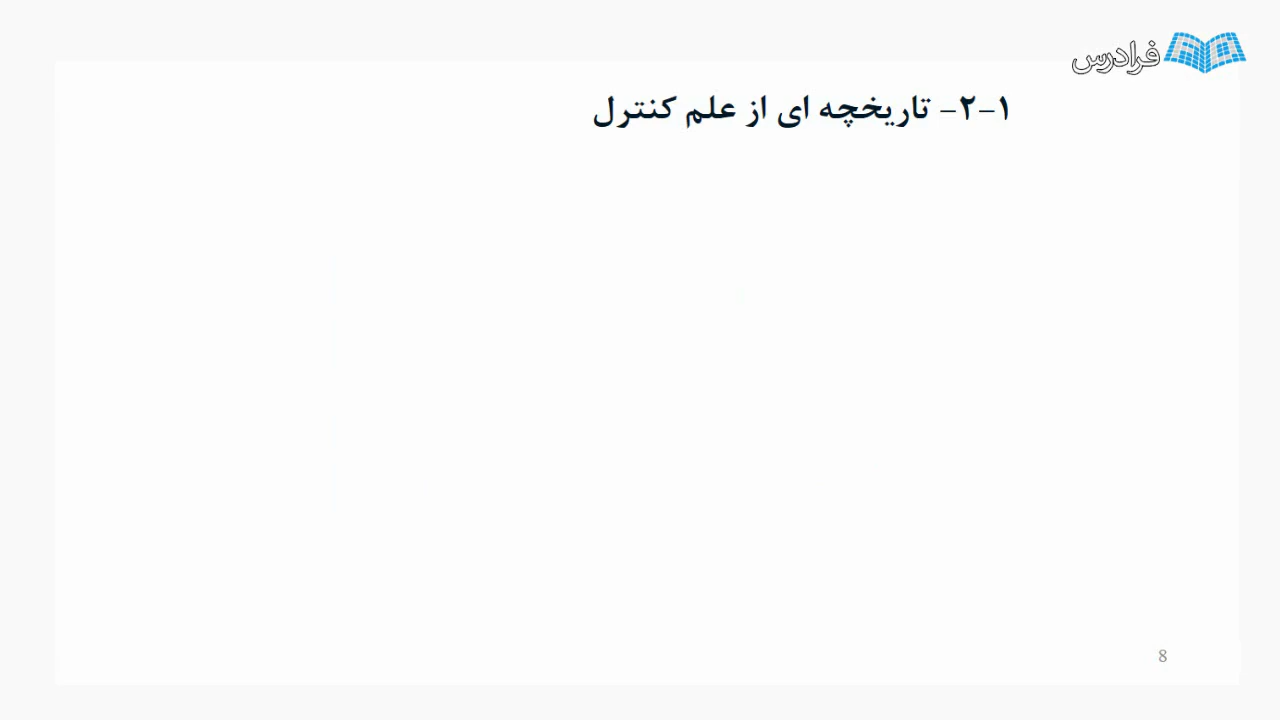 فرادرس
۱-۲- تاریخچه ای از علم کنترل
8